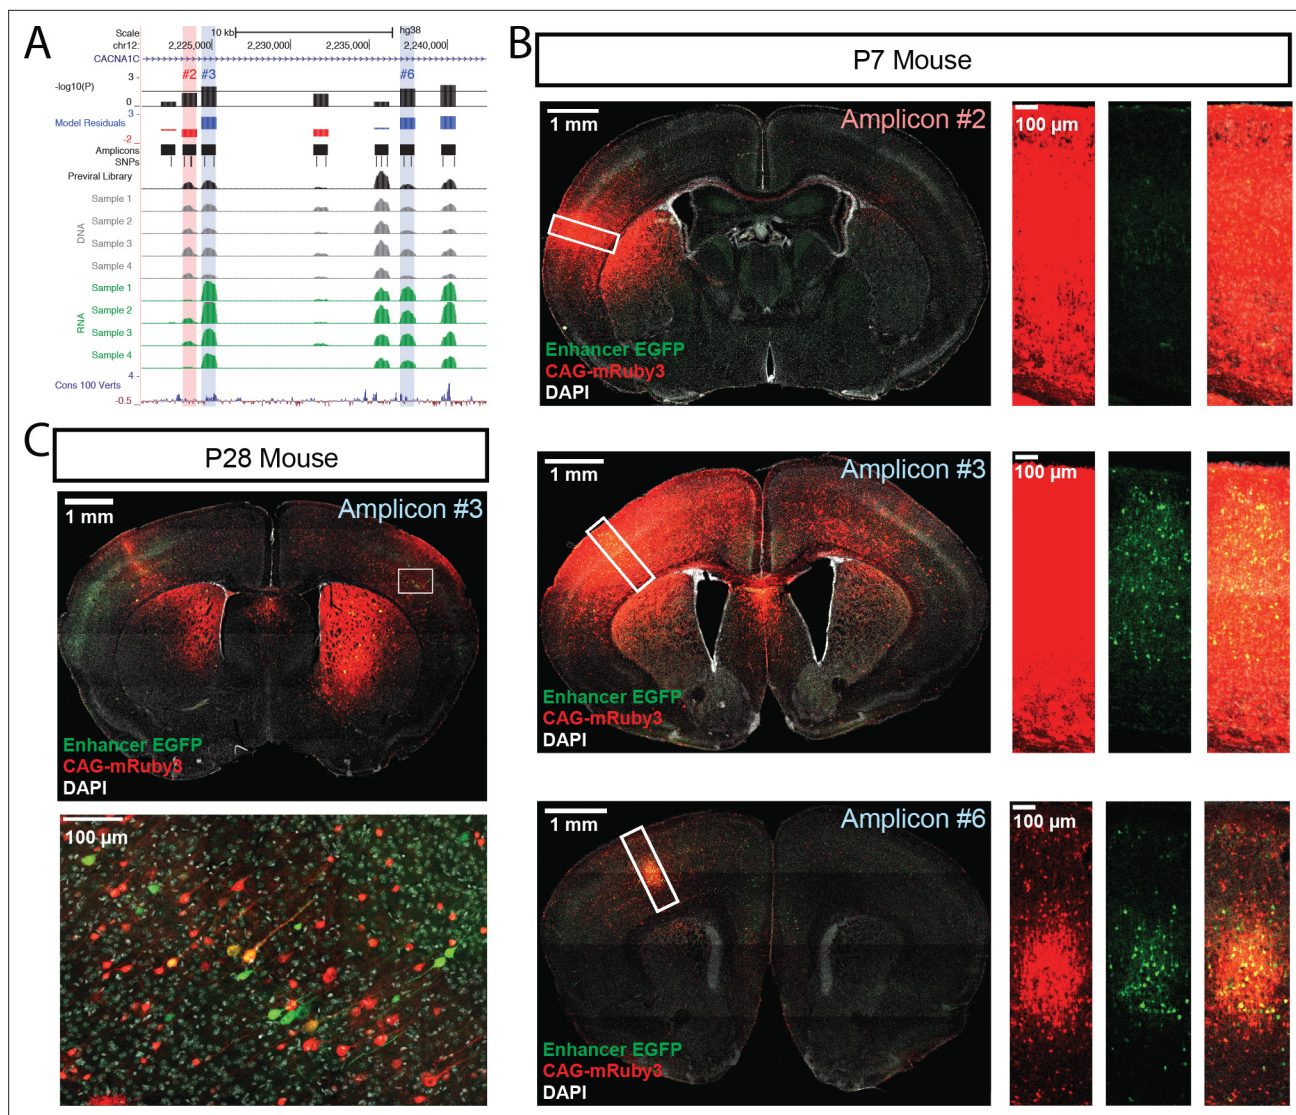 A
Scale
10 kb
hg38
chr12:
2,225,000
2,230,000
2,235,000
2,240,000
CACNA1C
#2
#3
#6
3
-log10(P)
0
3
Model Residuals
-2
Amplicons
SNPs
Previral Library
DNA
Sample 1
Sample 2
Sample 3
Sample 4
RNA
Sample 1
Sample 2
Sample 3
Sample 4
4
Cons 100 Verts
-0.5
B
P7 Mouse
1 mm
Amplicon #2
Enhancer EGFP
CAG-mRuby3
DAPI
100 µm
1 mm
Amplicon #3
Enhancer EGFP
CAG-mRuby3
DAPI
100 µm
1 mm
Amplicon #6
Enhancer EGFP
CAG-mRuby3
DAPI
100 µm
C
P28 Mouse
1 mm
Amplicon #3
Enhancer EGFP
CAG-mRuby3
DAPI
100 µm